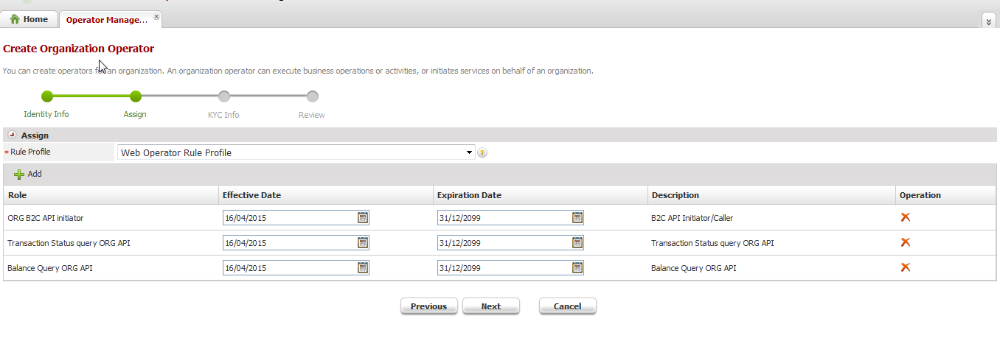 Home
Operator Manage...
Create Organization Operator
You can create operators for an organization. An organization operator can execute business operations or activities, or initiates services on behalf of an organization.
Identity Info Assign KYC Info Review
Assign
* Rule Profile Web Operator Rule Profile
Add
Role Effective Date Expiration Date Description Operation
ORG B2C API initiator 16/04/2015 31/12/2099 B2C API Initiator/Caller
Transaction Status query ORG API 16/04/2015 31/12/2099 Transaction Status query ORG API
Balance Query ORG API 16/04/2015 31/12/2099 Balance Query ORG API
Previous Next Cancel